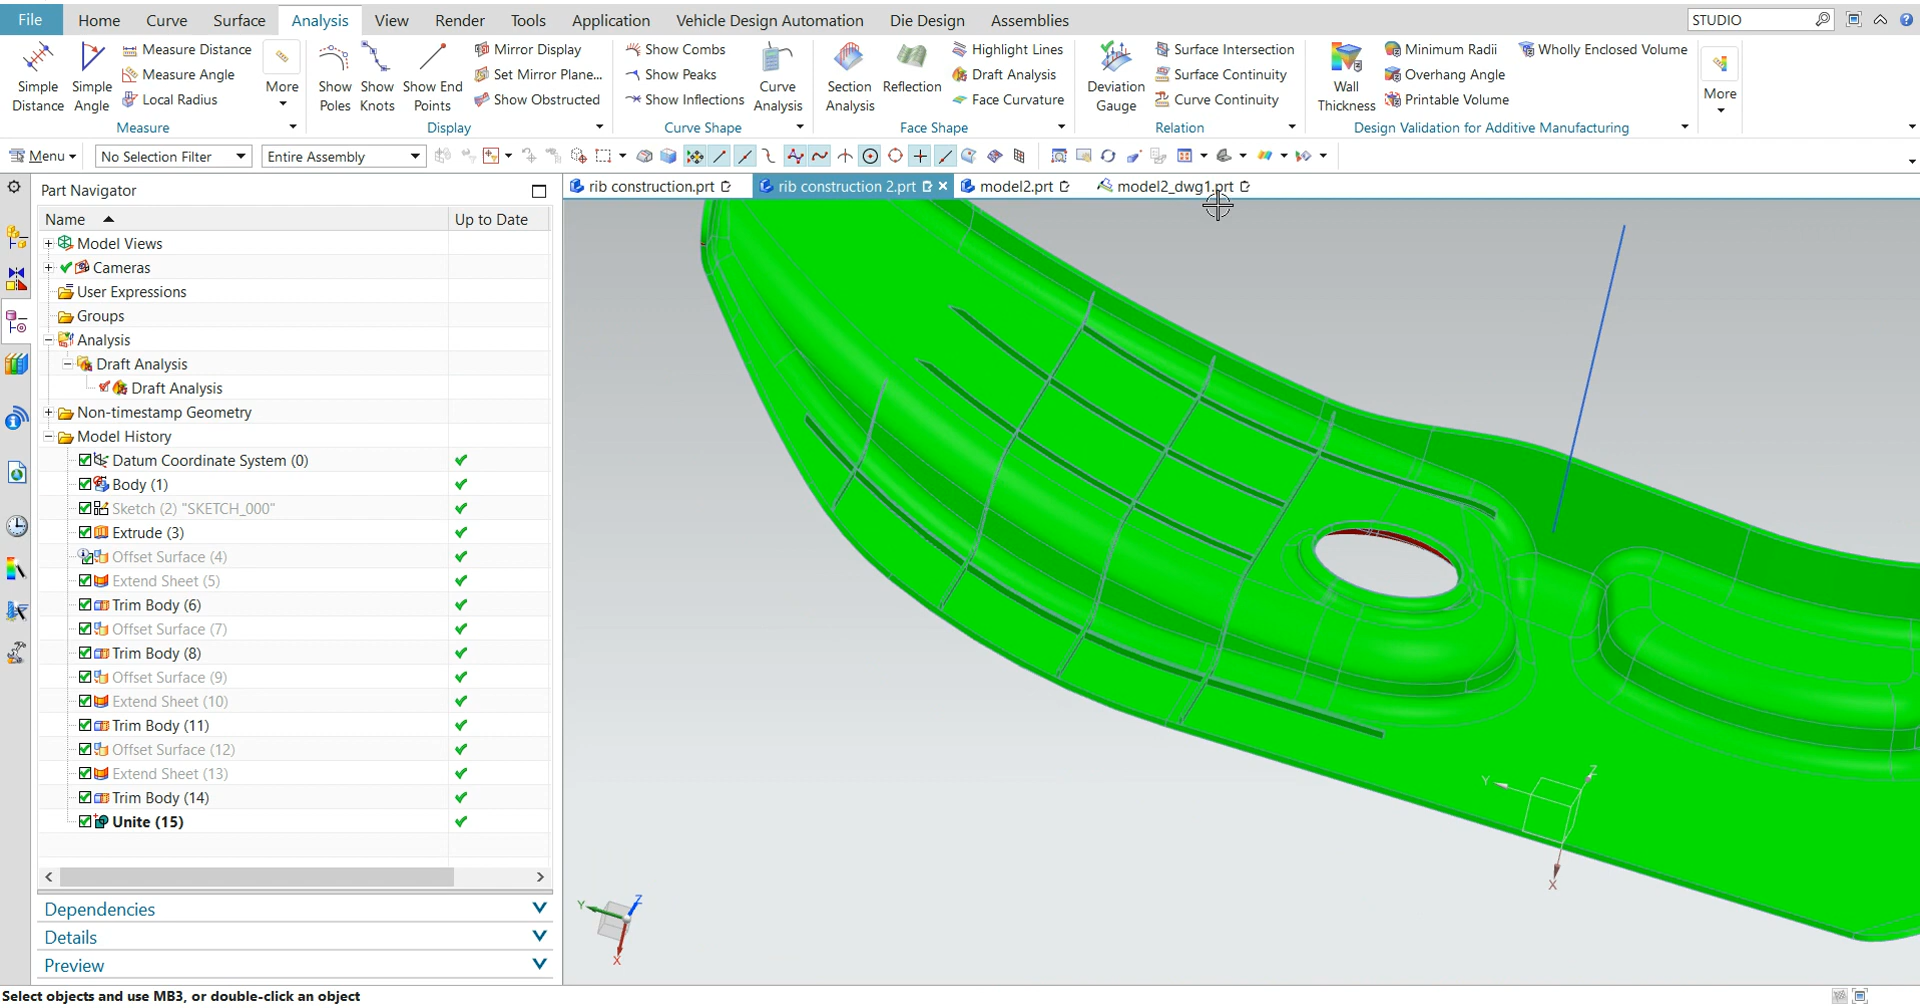 File Home Curve Surface Analysis View Render Tools Application Vehicle Design Automation Die Design Assemblies STUDIO
Measure Distance Mirror Display Show Combs Highlight Lines Surface Intersection Minimum Radii Wholly Enclosed Volume
Measure Angle Set Mirror Plane... Show Peaks Draft Analysis Surface Continuity Overhang Angle
Simple Distance Simple Angle Local Radius More Show Poles Show Knots Show End Points Show Obstructed Show Inflections Curve Analysis Section Analysis Reflection Face Curvature Deviation Gauge Curve Continuity Wall Thickness Printable Volume More
Measure Display Curve Shape Face Shape Relation Design Validation for Additive Manufacturing
Menu No Selection Filter Entire Assembly
Part Navigator rib construction.prt rib construction 2.prt model2.prt model2_dwg1.prt
Name Up to Date
Model Views
Cameras
User Expressions
Groups
Analysis
Draft Analysis
Draft Analysis
Non-timestamp Geometry
Model History
Datum Coordinate System (0)
Body (1)
Sketch (2) "SKETCH_000"
Extrude (3)
Offset Surface (4)
Extend Sheet (5)
Trim Body (6)
Offset Surface (7)
Trim Body (8)
Offset Surface (9)
Extend Sheet (10)
Trim Body (11)
Offset Surface (12)
Extend Sheet (13)
Trim Body (14)
Unite (15)
Dependencies
Details
Preview
Y Z X
Y Z X
Select objects and use MB3, or double-click an object